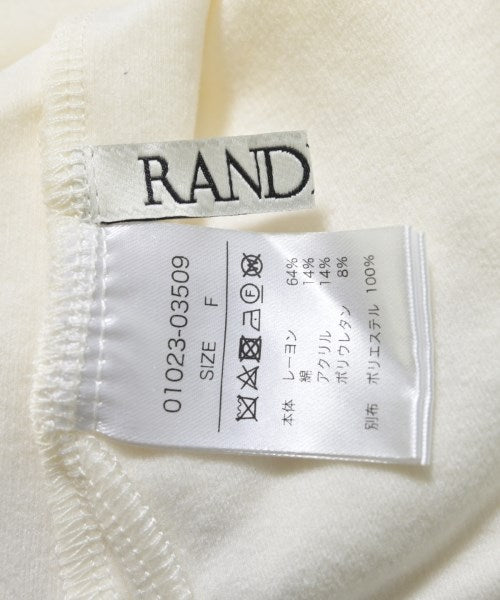 RAND
01023-03509
SIZE F
本体 レーヨン 64%
綿 14%
アクリル 14%
ポリウレタン 8%
別布 ポリエステル 100%